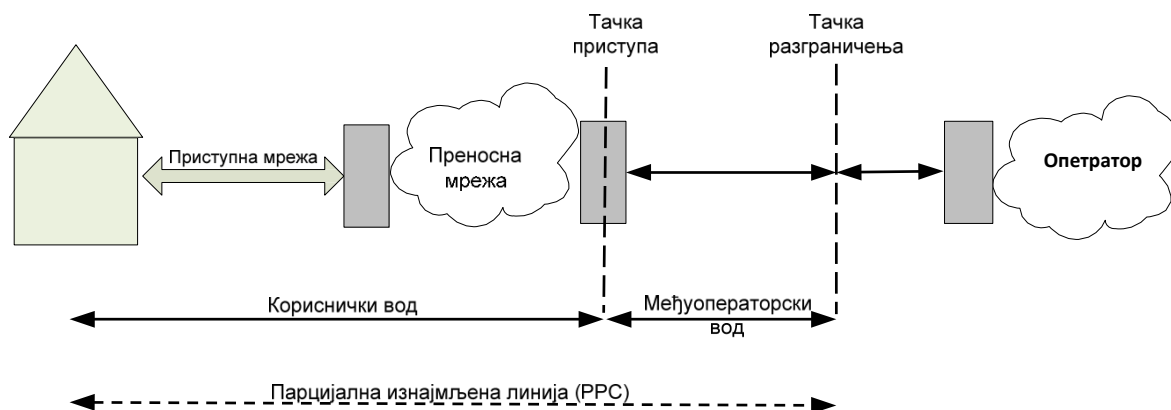 Тачка
приступа
Тачка
разграничења
Приступна мрежа
Преносна
мрежа
Опетратор
Кориснички вод
Међуоператорски
вод
Парцијална изнајмљена линија (PPC)